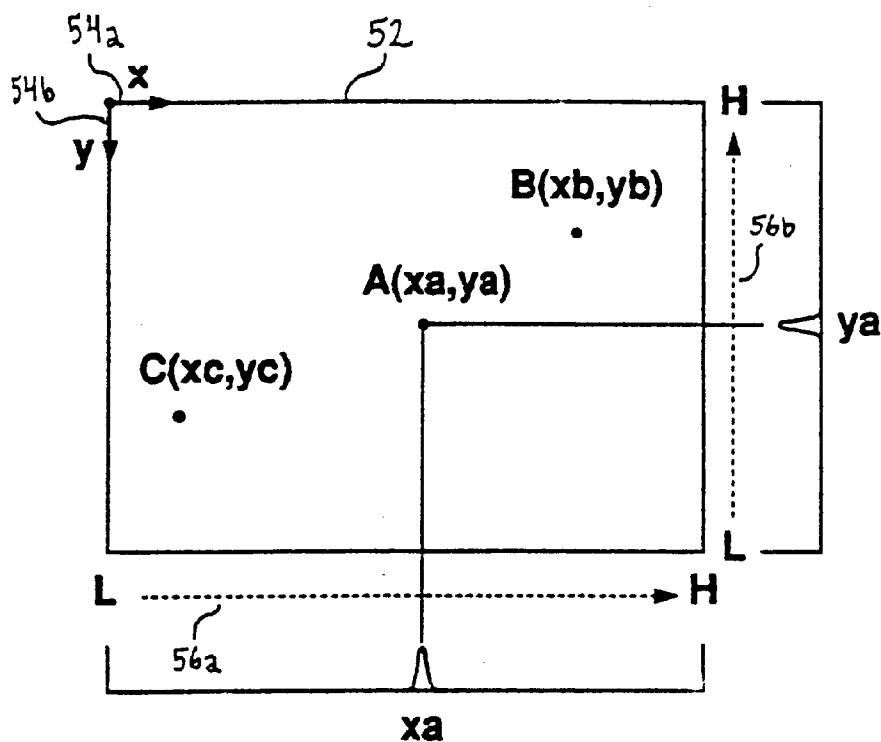 54a
52
54b
x
H
y
B(xb,yb)
56b
A(xa,ya)
ya
C(xc,yc)
L
L
H
56a
xa